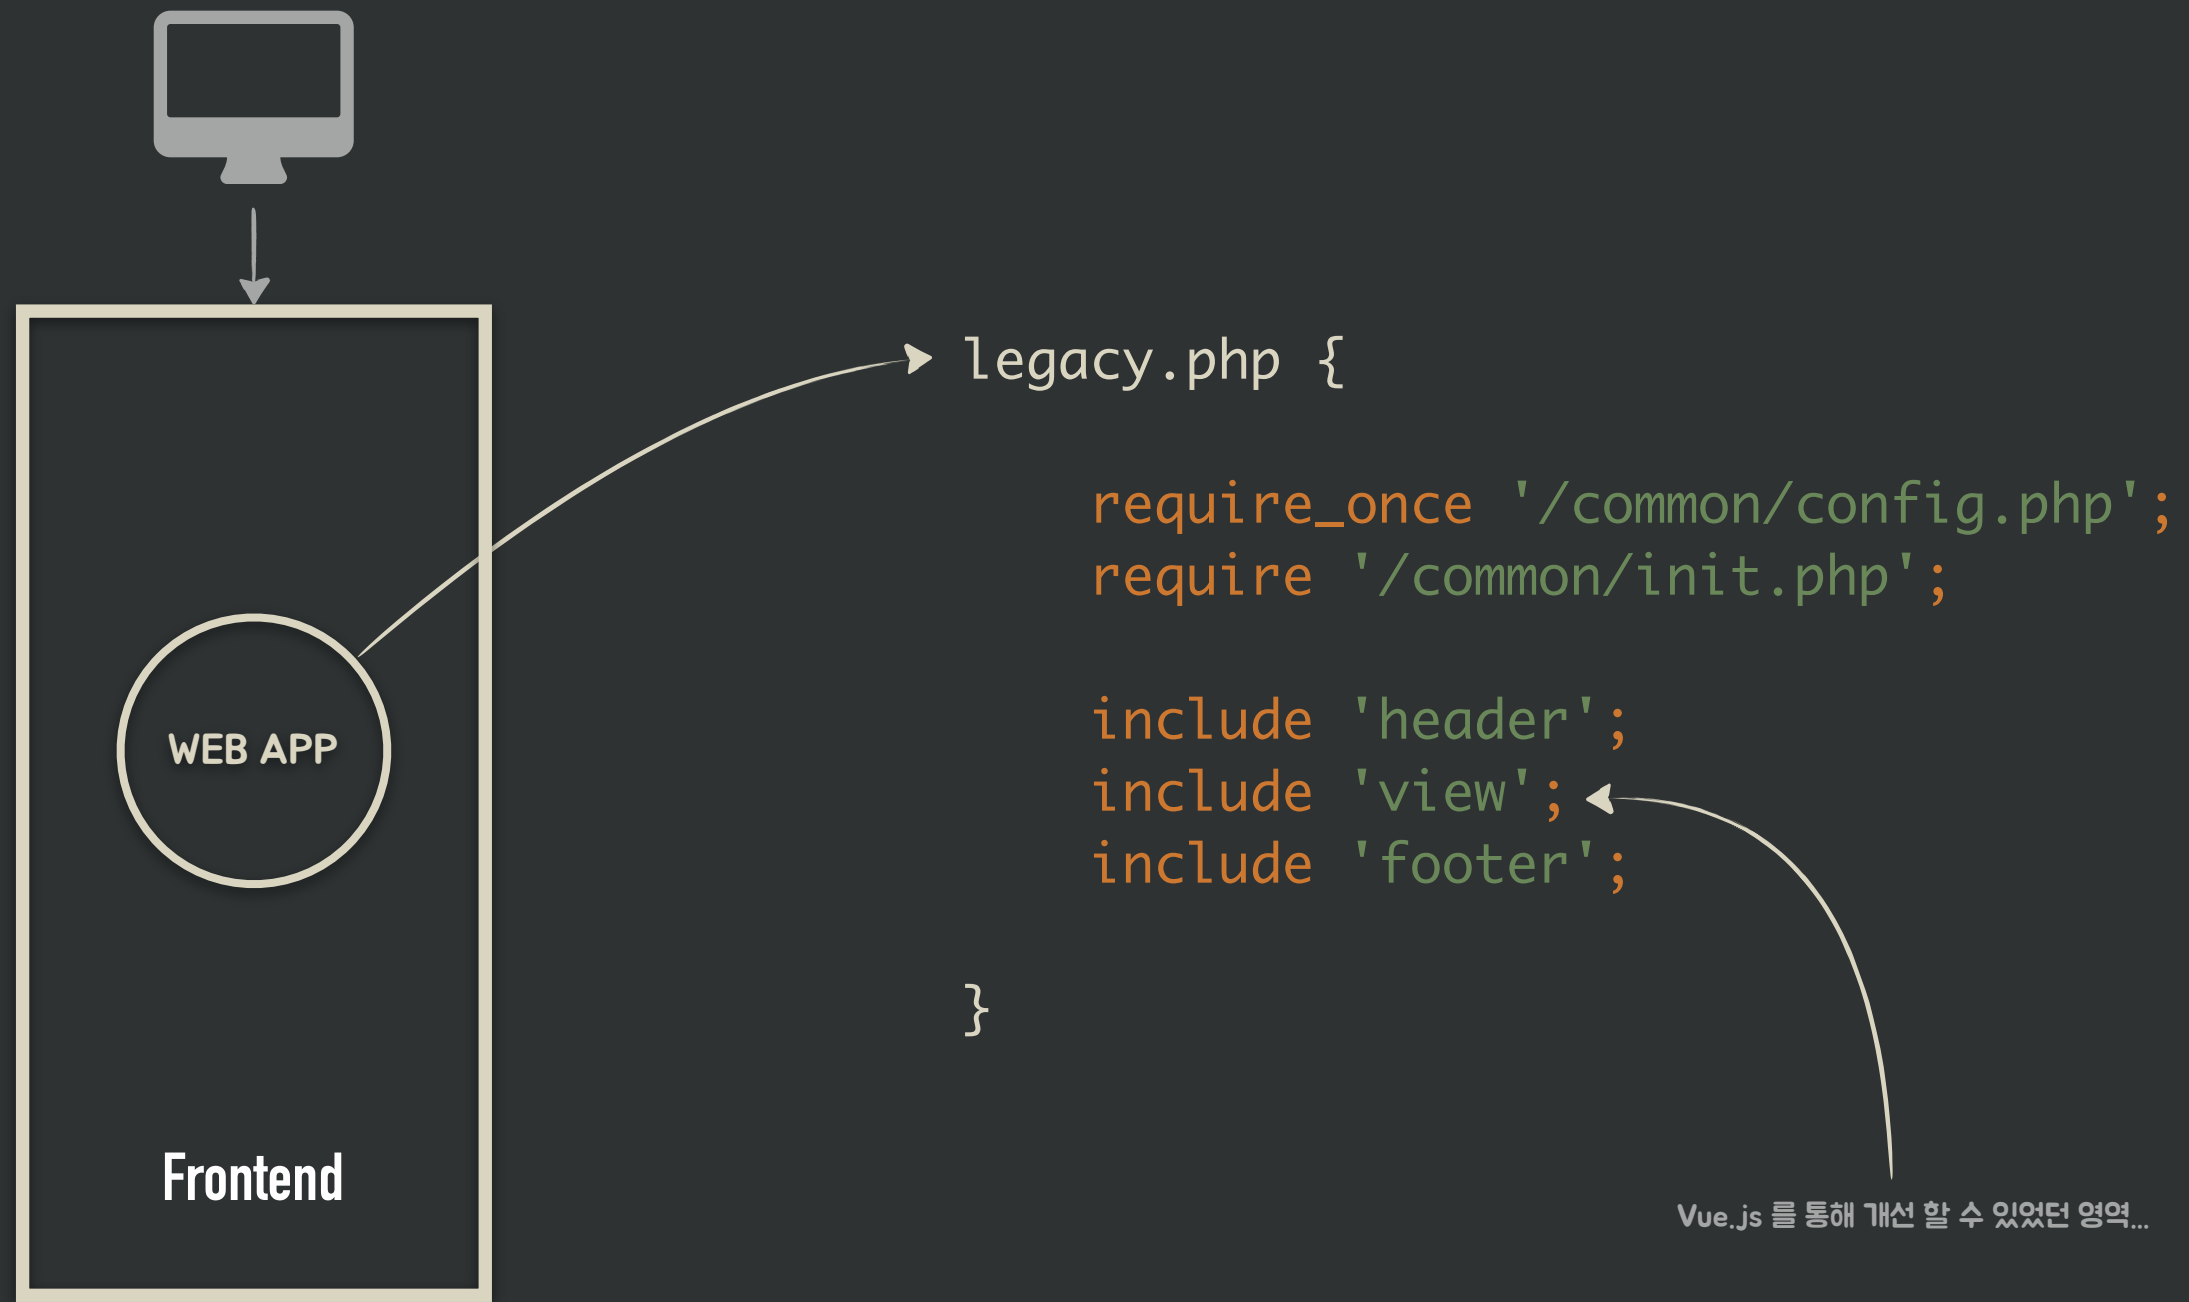 legacy.php {
require_once '/common/config.php';
require '/common/init.php';
include 'header';
include 'view';
include 'footer';
}
WEB APP
Frontend
Vue.js 를 통해 개선 할 수 있었던 영역...